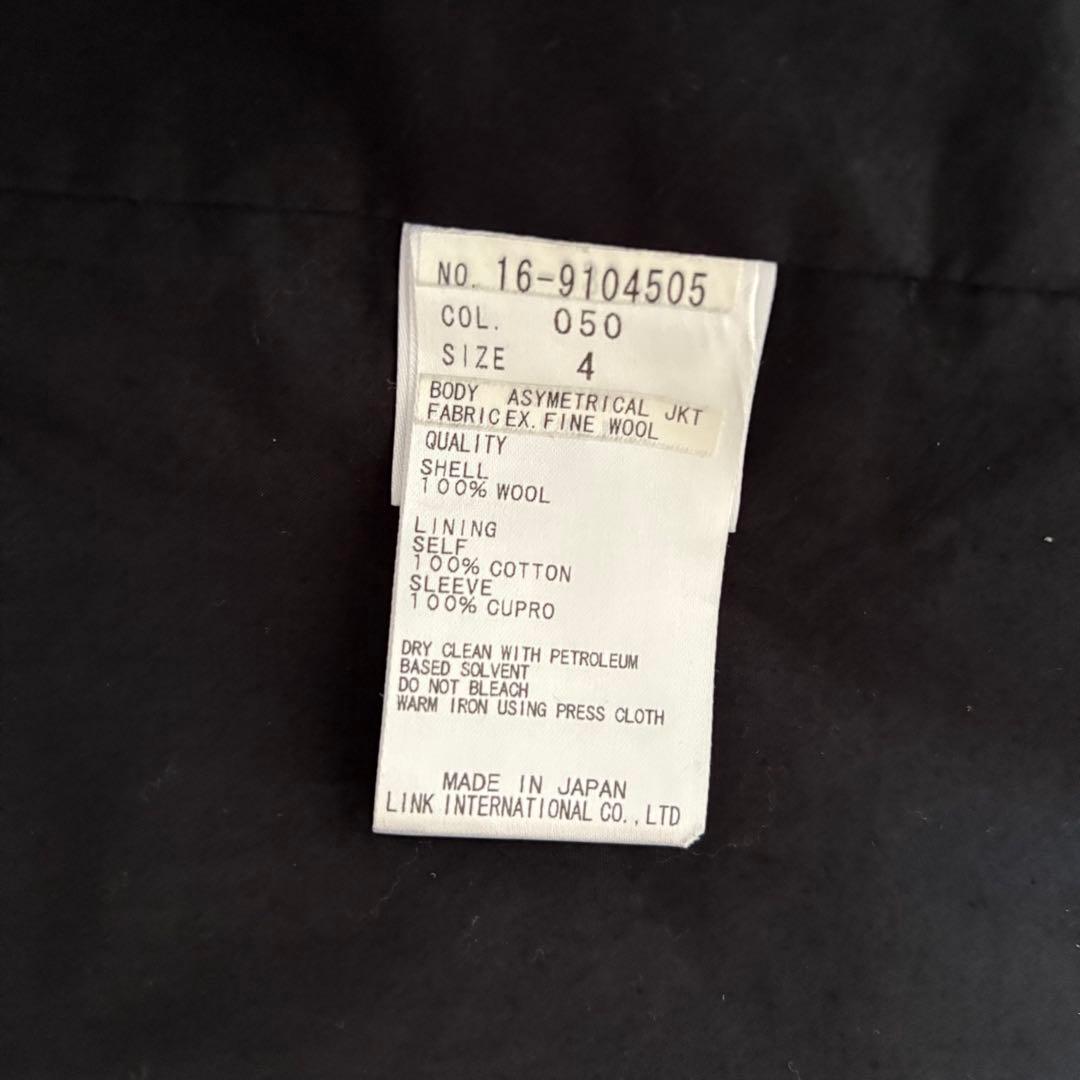 NO. 16-9104505
COL. 050
SIZE 4
BODY ASYMETRICAL JKT
FABRIC EX. FINE WOOL
QUALITY
SHELL
100% WOOL
LINING
SELF
100% COTTON
SLEEVE
100% CUPRO
DRY CLEAN WITH PETROLEUM
BASED SOLVENT
DO NOT BLEACH
WARM IRON USING PRESS CLOTH
MADE IN JAPAN
LINK INTERNATIONAL CO., LTD